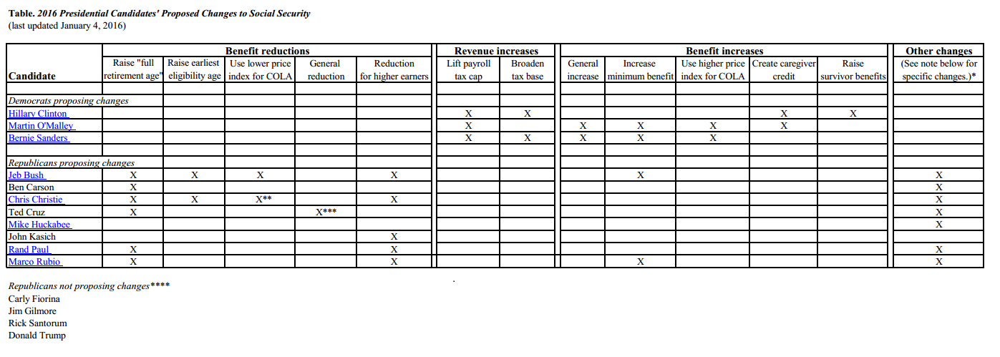 Table. 2016 Presidential Candidates' Proposed Changes to Social Security
(last updated January 4, 2016)
Benefit reductions Revenue increases Benefit increases Other changes
Raise "full Raise earliest Use lower price General Reduction Lift payroll Broaden General Increase Use higher price Create caregiver Raise (See note below for
Candidate retirement age" eligibility age index for COLA reduction for higher earners tax cap tax base increase minimum benefit index for COLA credit survivor benefits specific changes.)*
Democrats proposing changes
Hillary Clinton X X X X
Martin O'Malley X X X X X
Bernie Sanders X X X X X
Republicans proposing changes
Jeb Bush X X X X X X
Ben Carson X X
Chris Christie X X X** X X
Ted Cruz X X*** X
Mike Huckabee X
John Kasich X
Rand Paul X X X
Marco Rubio X X X X
Republicans not proposing changes****
Carly Fiorina
Jim Gilmore
Rick Santorum
Donald Trump